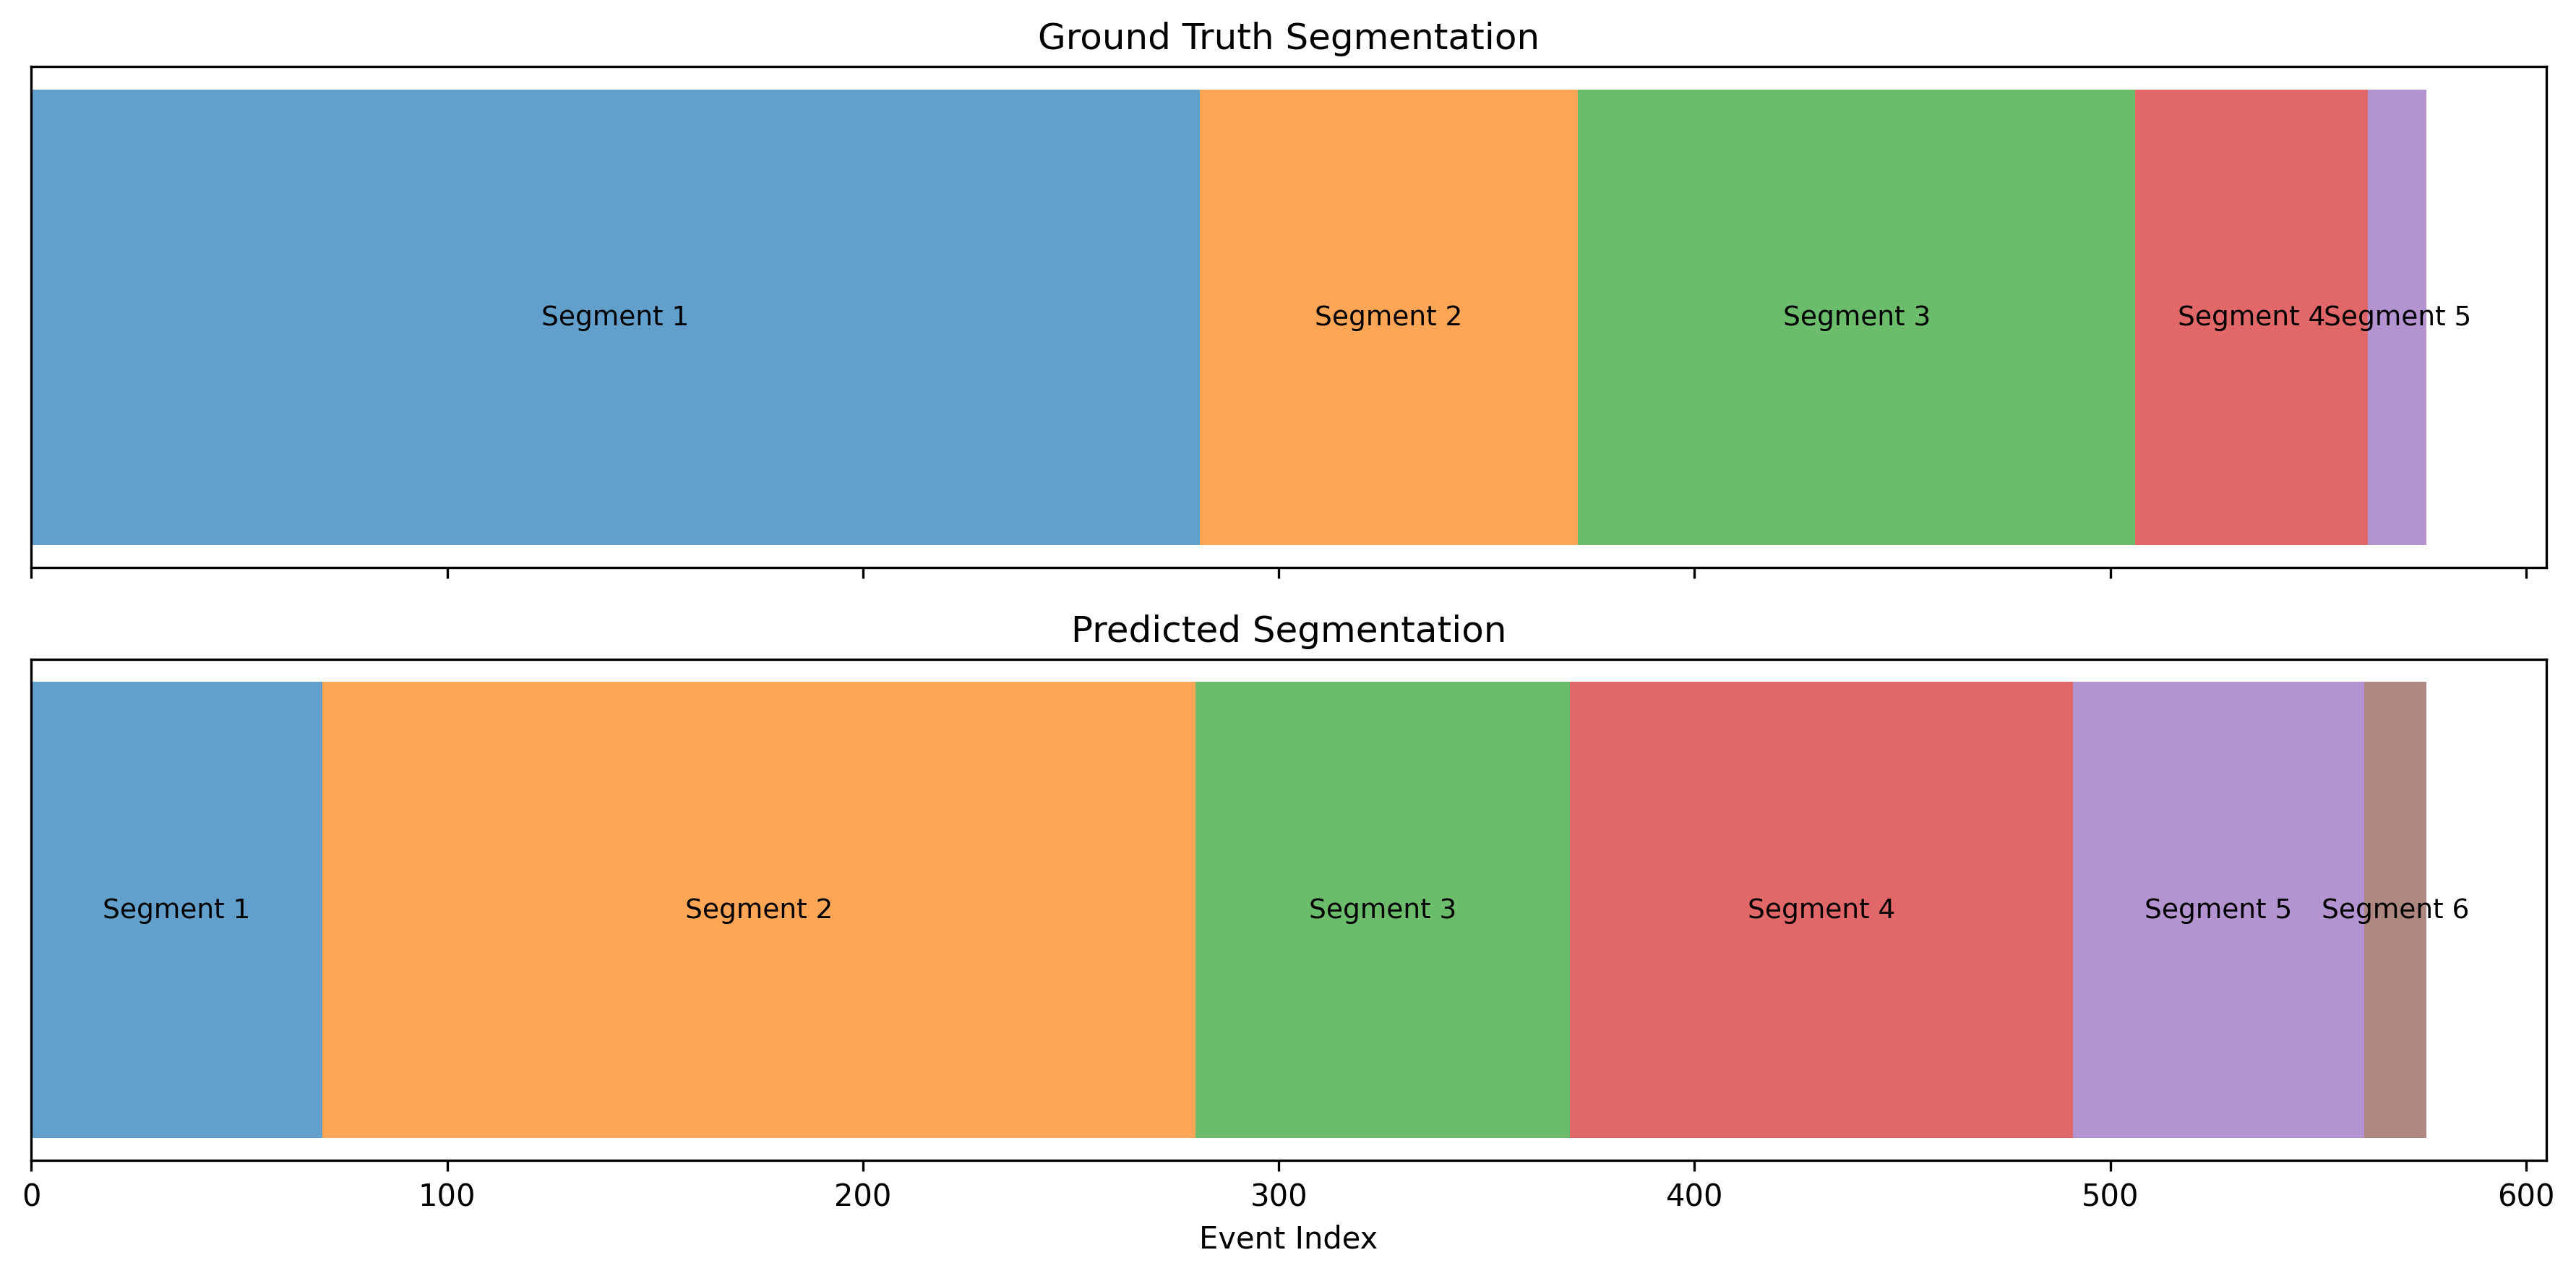 Ground Truth Segmentation
Segment 1 Segment 2 Segment 3 Segment 4 Segment 5
Predicted Segmentation
Segment 1 Segment 2 Segment 3 Segment 4 Segment 5 Segment 6
0 100 200 300 400 500 600
Event Index